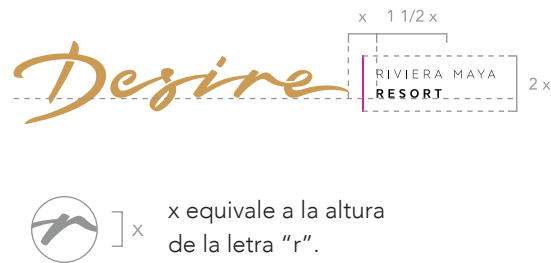 x 1 1/2 x
Desire
RIVIERA MAYA
RESORT
2 x
r
x
x equivale a la altura
de la letra “r”.